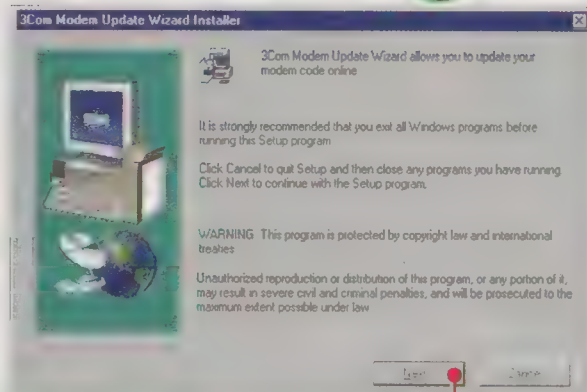 3Com Modem Update Wizard Installer
3Com Modem Update Wizard allows you to update your
modem code online
It is strongly recommended that you exit all Windows programs before
running this Setup program
Click Cancel to quit Setup and then close any programs you have running
Click Next to continue with the Setup program.
WARNING This program is protected by copyright law and international
treaties
Unauthorized reproduction or distribution of this program, or any portion of it,
may result in severe civil and criminal penalties, and will be prosecuted to the
maximum extent possible under law
Next Cancel